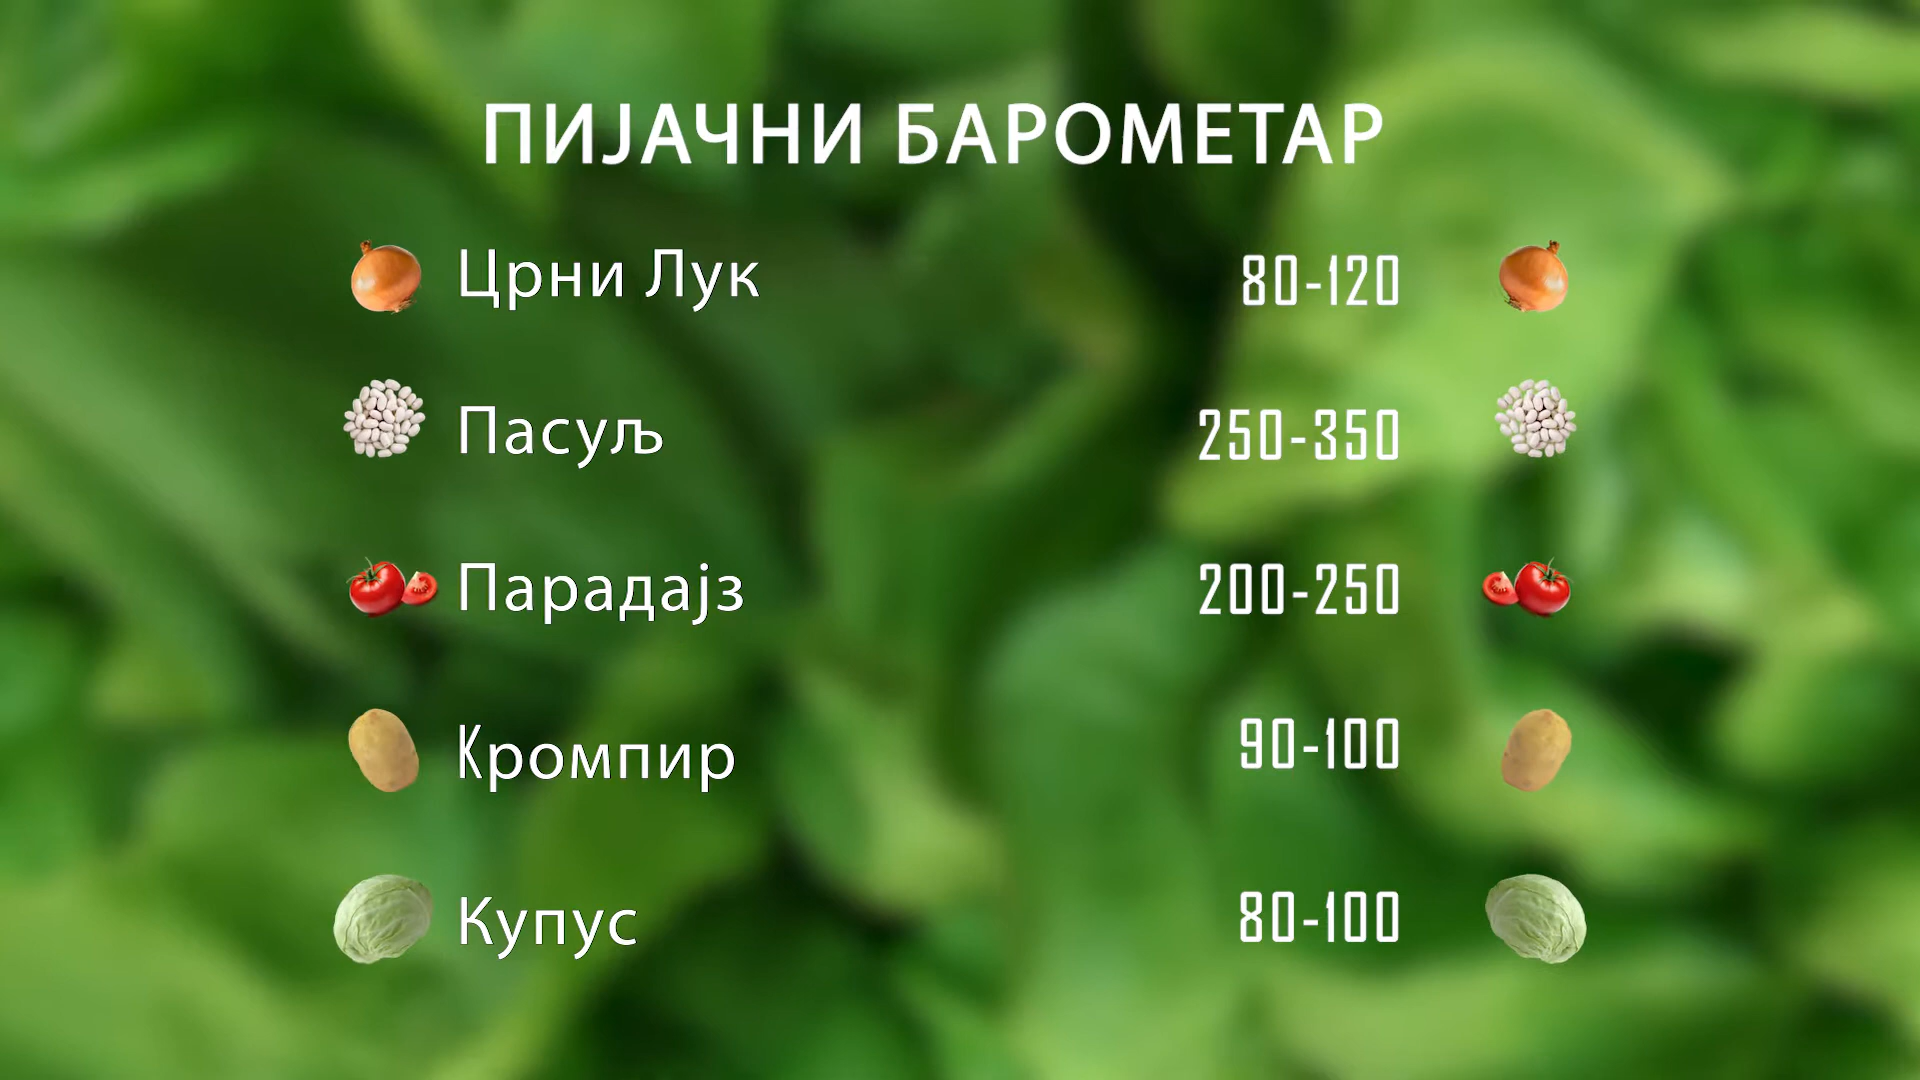 ПИЈАЧНИ БАРОМЕТАР
Црни Лук 80-120
Пасуљ 250-350
Парадајз 200-250
Кромпир 90-100
Купус 80-100